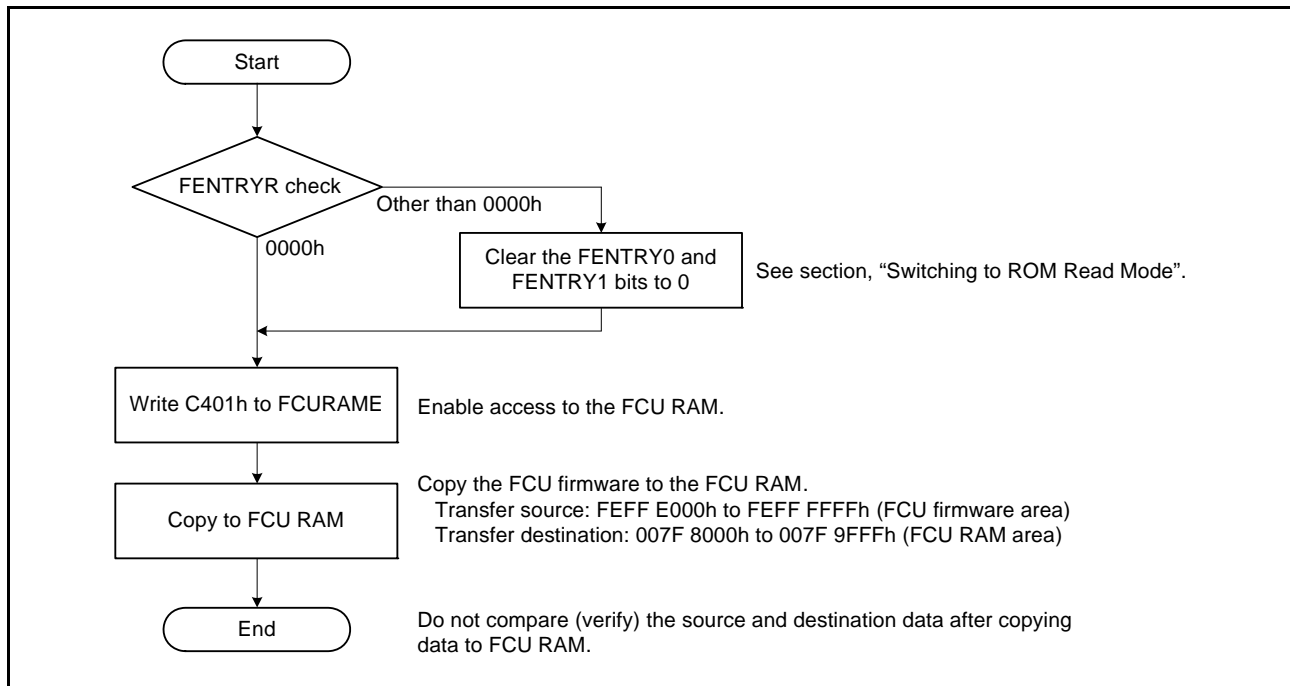 Start
FENTRYR check
Other than 0000h
0000h
Clear the FENTRY0 and
FENTRY1 bits to 0
See section, “Switching to ROM Read Mode”.
Write C401h to FCURAME
Enable access to the FCU RAM.
Copy to FCU RAM
Copy the FCU firmware to the FCU RAM.
Transfer source: FEFF E000h to FEFF FFFFh (FCU firmware area)
Transfer destination: 007F 8000h to 007F 9FFFh (FCU RAM area)
End
Do not compare (verify) the source and destination data after copying
data to FCU RAM.